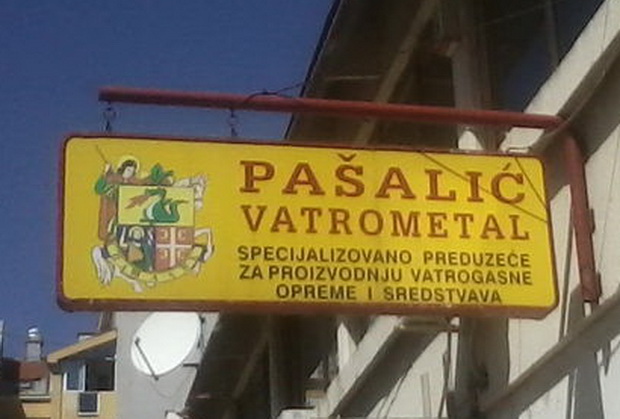 PAŠALIĆ
VATROMETAL
SPECIJALIZOVANO PREDUZEĆE
ZA PROIZVODNJU VATROGASNE
OPREME I SREDSTVAVA